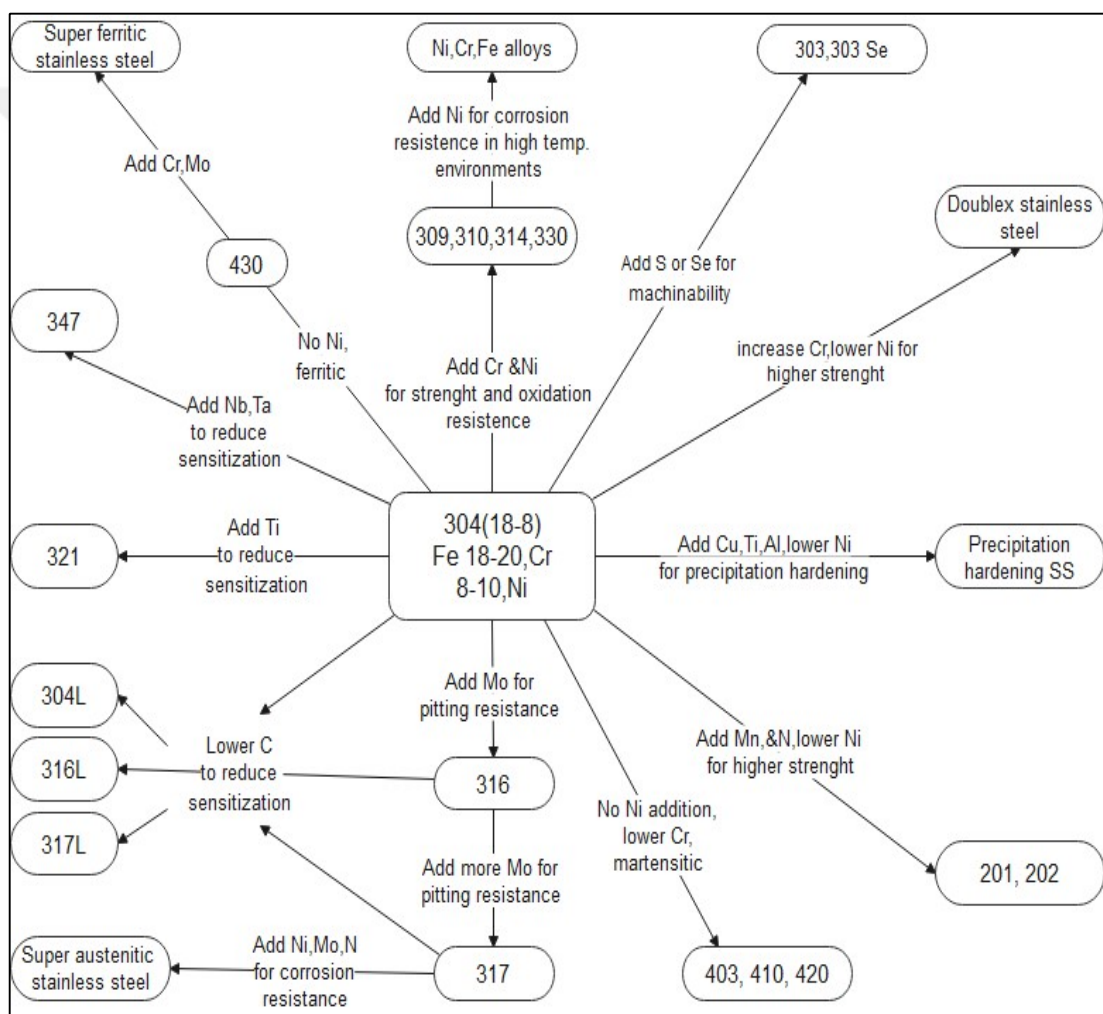 Super ferritic
stainless steel
Ni,Cr,Fe alloys
303,303 Se
Add Ni for corrosion
resistence in high temp.
environments
Add Cr,Mo
Doublex stainless
steel
309,310,314,330
430
Add S or Se for
machinability
347
No Ni,
ferritic
increase Cr,lower Ni for
higher strenght
Add Cr &Ni
for strenght and oxidation
resistence
Add Nb,Ta
to reduce
sensitization
304(18-8)
Fe 18-20,Cr
8-10,Ni
321
Add Ti
to reduce
sensitization
Add Cu,Ti,Al,lower Ni
for precipitation hardening
Precipitation
hardening SS
304L
316L
317L
Lower C
to reduce
sensitization
Add Mo for
pitting resistance
316
Add Mn,&N,lower Ni
for higher strenght
No Ni addition,
lower Cr,
martensitic
201, 202
Add more Mo for
pitting resistance
Super austenitic
stainless steel
Add Ni,Mo,N
for corrosion
resistance
317
403, 410, 420